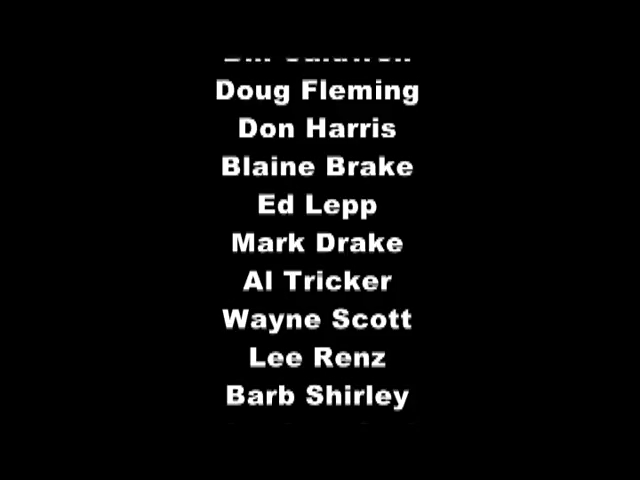 Doug Fleming
Don Harris
Blaine Brake
Ed Lepp
Mark Drake
Al Tricker
Wayne Scott
Lee Renz
Barb Shirley